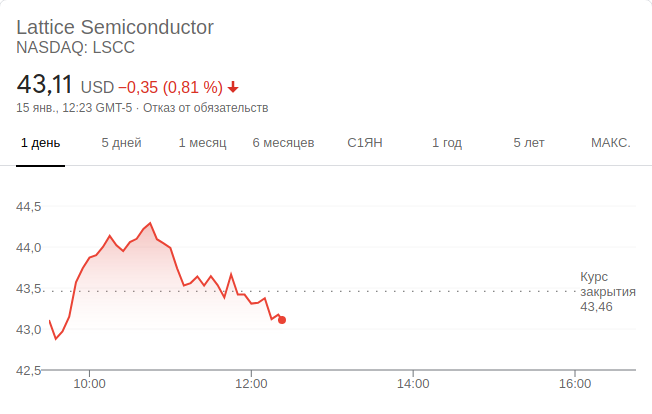 Lattice Semiconductor
NASDAQ: LSCC
43,11 USD −0,35 (0,81 %)
15 янв., 12:23 GMT-5 · Отказ от обязательств
1 день 5 дней 1 месяц 6 месяцев С1ЯН 1 год 5 лет МАКС.
44,5
44,0
43,5
43,0
42,5
Курс
закрытия
43,46
10:00 12:00 14:00 16:00